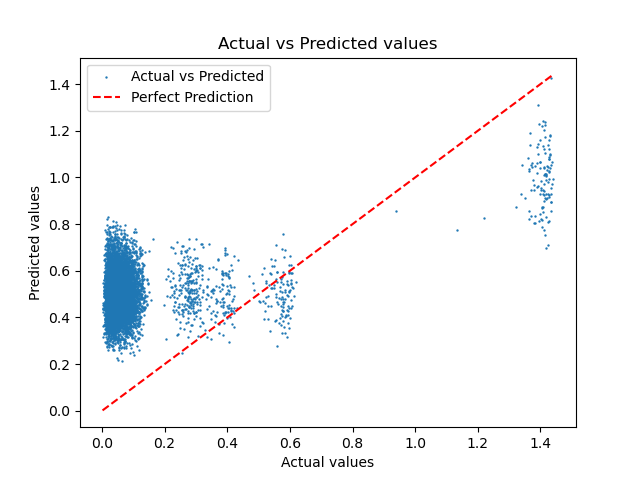 Actual vs Predicted values
Actual vs Predicted
Perfect Prediction
Predicted values
1.4
1.2
1.0
0.8
0.6
0.4
0.2
0.0
0.0 0.2 0.4 0.6 0.8 1.0 1.2 1.4
Actual values